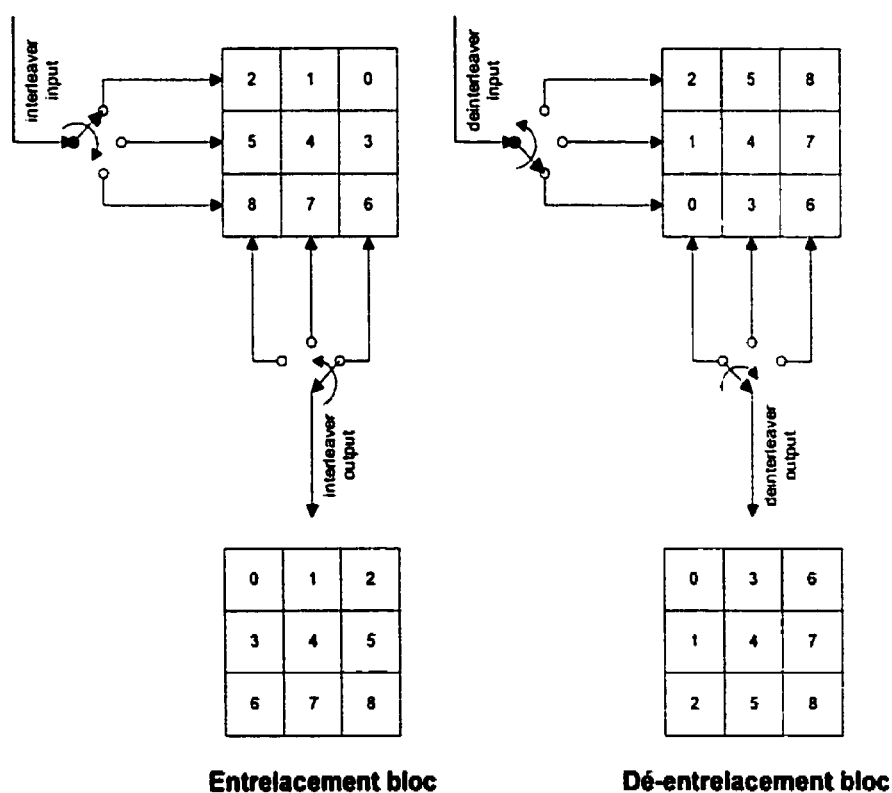 interleaver
input
2 1 0
5 4 3
8 7 6
interleaver
output
0 1 2
3 4 5
6 7 8
Entrelacement bloc
deinterleaver
input
2 5 8
1 4 7
0 3 6
deinterleaver
output
0 3 6
1 4 7
2 5 8
Dé-entrelacement bloc